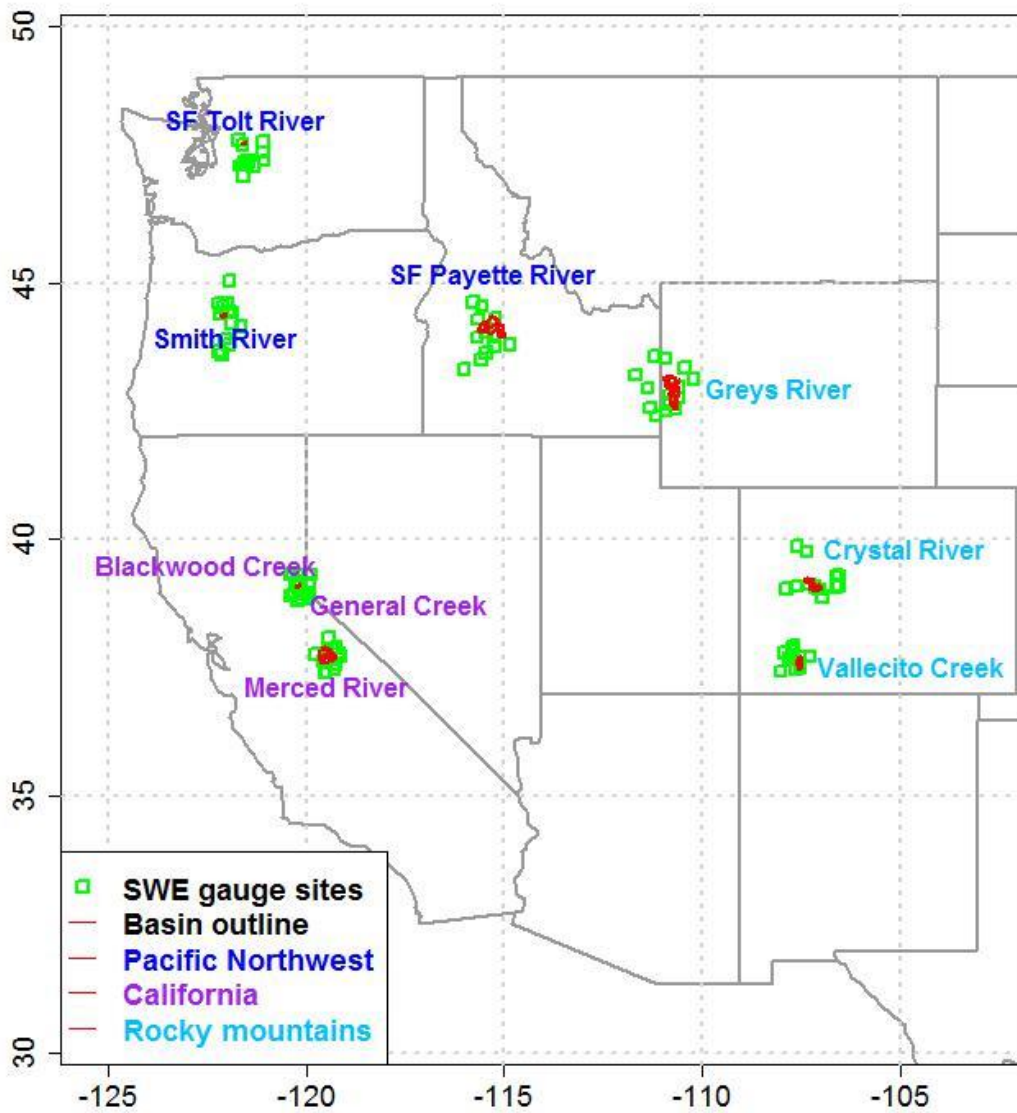 50
SF Tolt River
45
SF Payette River
Smith River
Greys River
40
Crystal River
Blackwood Creek
General Creek
Vallecito Creek
Merced River
35
SWE gauge sites
Basin outline
Pacific Northwest
California
Rocky mountains
30
-125 -120 -115 -110 -105